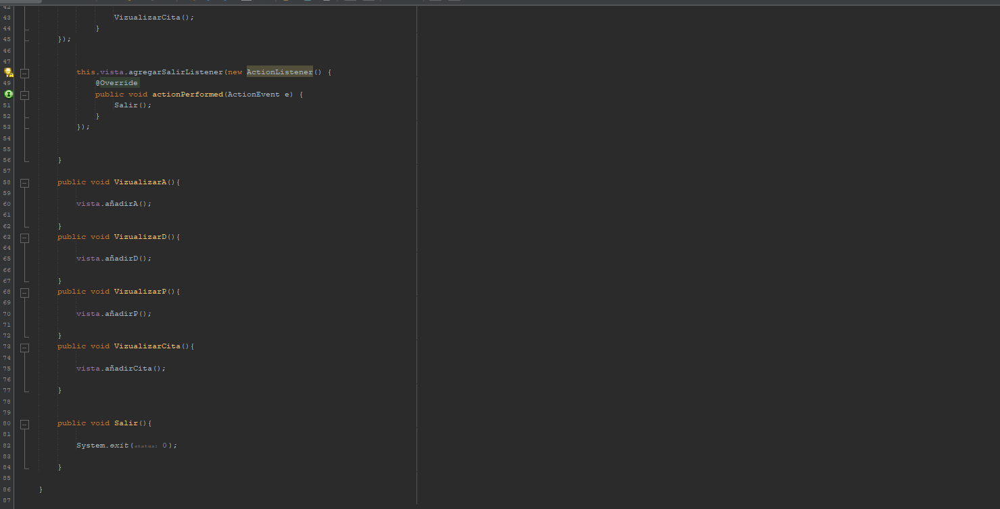 42
43 VizualizarCita();
44 }
45 });
46
47
this.vista.agregarSalirListener(new ActionListener() {
49 @Override
public void actionPerformed(ActionEvent e) {
51 Salir();
52 }
53 });
54
55
56 }
57
58 public void VizualizarA(){
59
60 vista.añadirA();
61
62 }
63 public void VizualizarD(){
64
65 vista.añadirD();
66
67 }
68 public void VizualizarP(){
69
70 vista.añadirP();
71
72 }
73 public void VizualizarCita(){
74
75 vista.añadirCita();
76
77 }
78
79
80 public void Salir(){
81
82 System.exit(status: 0);
83
84 }
85
86 }
87